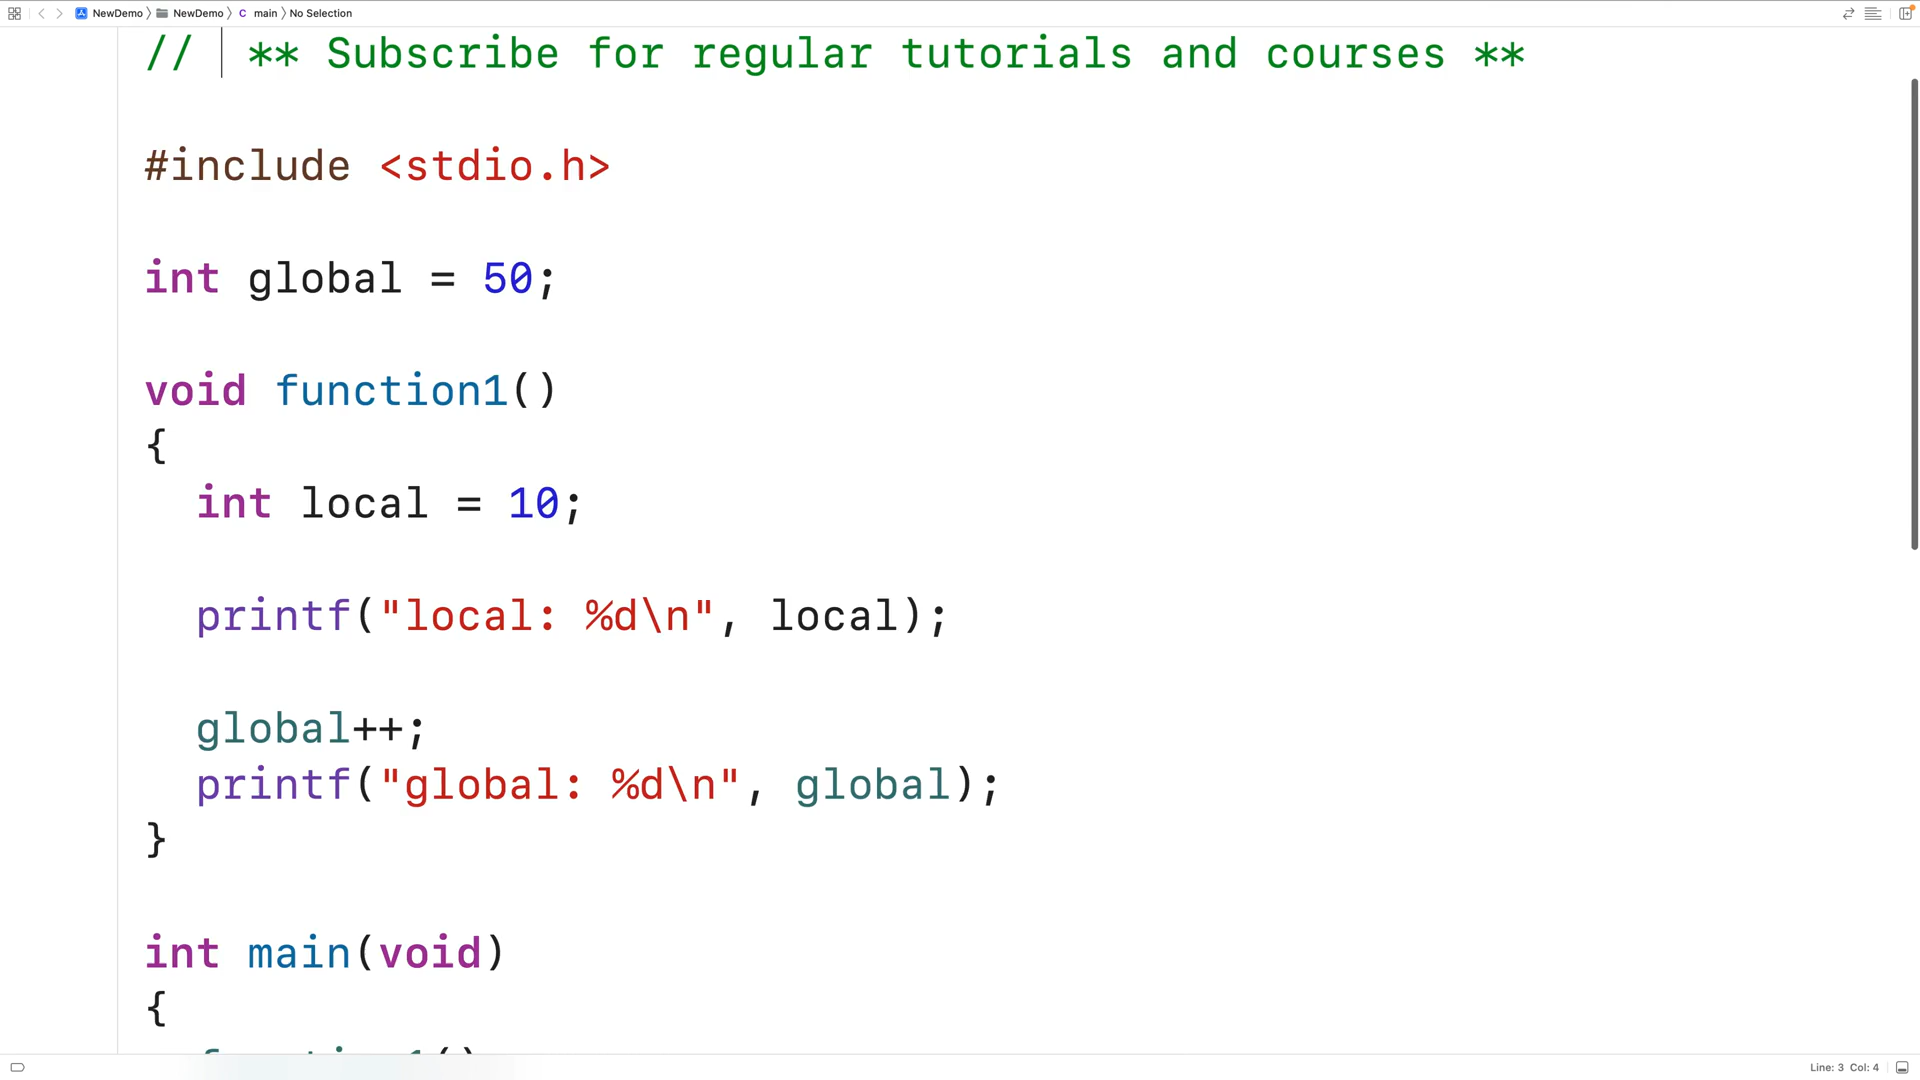 NewDemo NewDemo C main No Selection
// ** Subscribe for regular tutorials and courses **
#include <stdio.h>
int global = 50;
void function1()
{
int local = 10;
printf("local: %d\n", local);
global++;
printf("global: %d\n", global);
}
int main(void)
{
function1()
Line: 3 Col: 4